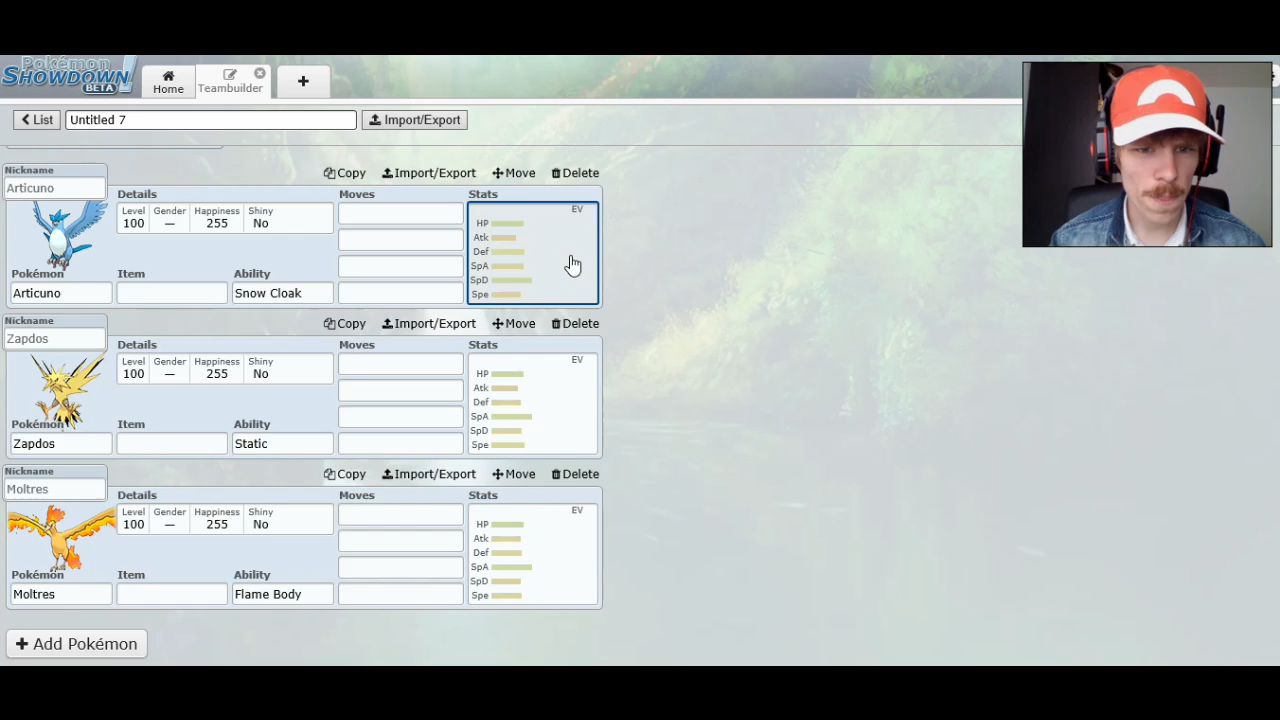 Pokémon
SHOWDOWN!
BETA
Home
Teambuilder
+
List
Untitled 7
Import/Export
Nickname
Articuno
Copy Import/Export Move Delete
Details
Moves
Stats
Level Gender Happiness Shiny
100 — 255 No
EV
HP
Atk
Def
SpA
SpD
Spe
Pokémon
Item
Ability
Articuno
Snow Cloak
Nickname
Zapdos
Copy Import/Export Move Delete
Details
Moves
Stats
Level Gender Happiness Shiny
100 — 255 No
EV
HP
Atk
Def
SpA
SpD
Spe
Pokémon
Item
Ability
Zapdos
Static
Nickname
Moltres
Copy Import/Export Move Delete
Details
Moves
Stats
Level Gender Happiness Shiny
100 — 255 No
EV
HP
Atk
Def
SpA
SpD
Spe
Pokémon
Item
Ability
Moltres
Flame Body
+ Add Pokémon